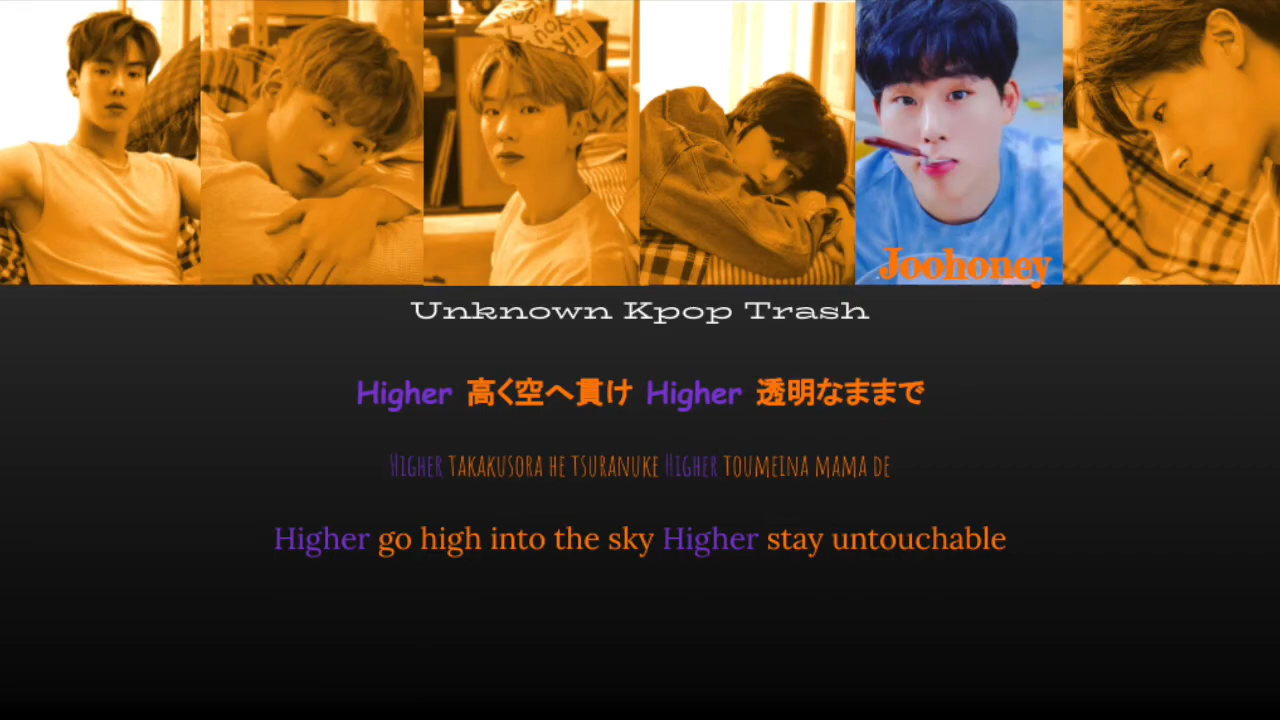 Joohoney
Unknown Kpop Trash
Higher 高く空へ貫け Higher 透明なままで
Higher takakusora he tsuranuke Higher toumeina mama de
Higher go high into the sky Higher stay untouchable